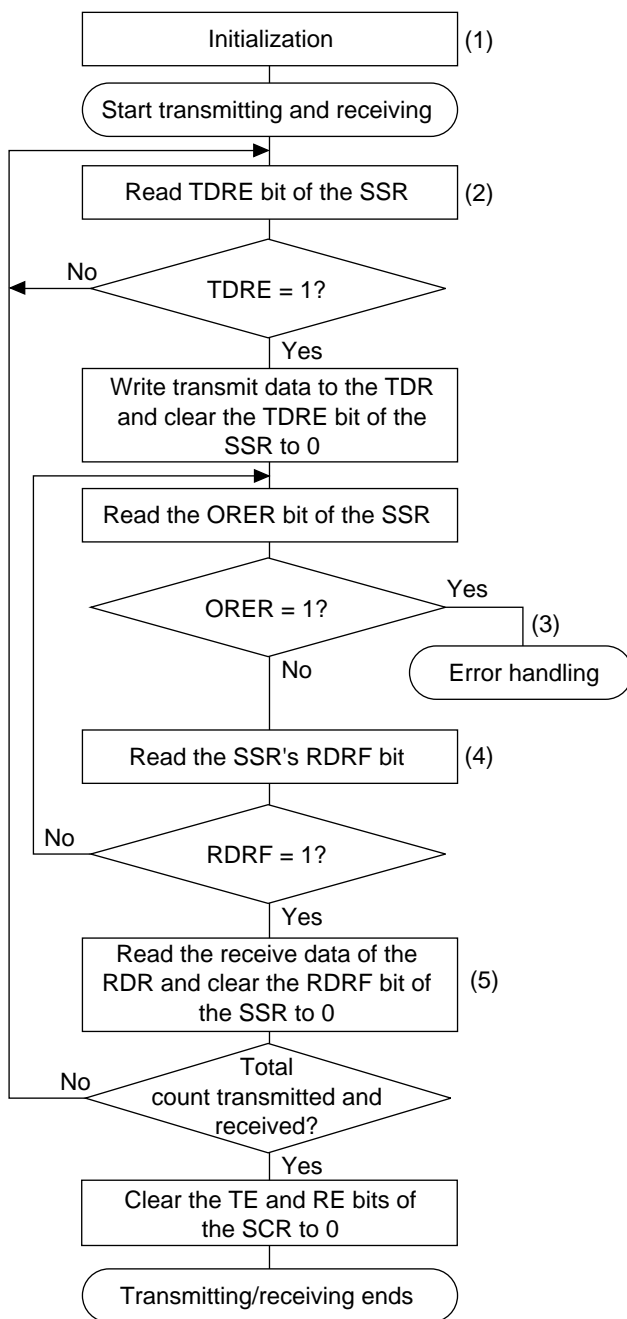 Initialization
(1)
Start transmitting and receiving
Read TDRE bit of the SSR
(2)
No
TDRE = 1?
Yes
Write transmit data to the TDR
and clear the TDRE bit of the
SSR to 0
Read the ORER bit of the SSR
Yes
ORER = 1?
(3)
No
Error handling
Read the SSR's RDRF bit
(4)
No
RDRF = 1?
Yes
Read the receive data of the
RDR and clear the RDRF bit of
the SSR to 0
(5)
No
Total
count transmitted and
received?
Yes
Clear the TE and RE bits of
the SCR to 0
Transmitting/receiving ends